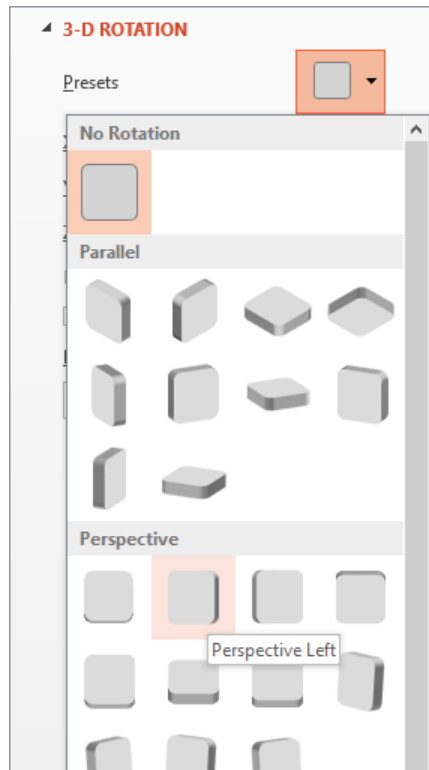 3-D ROTATION
Presets
No Rotation
Parallel
Perspective
Perspective Left